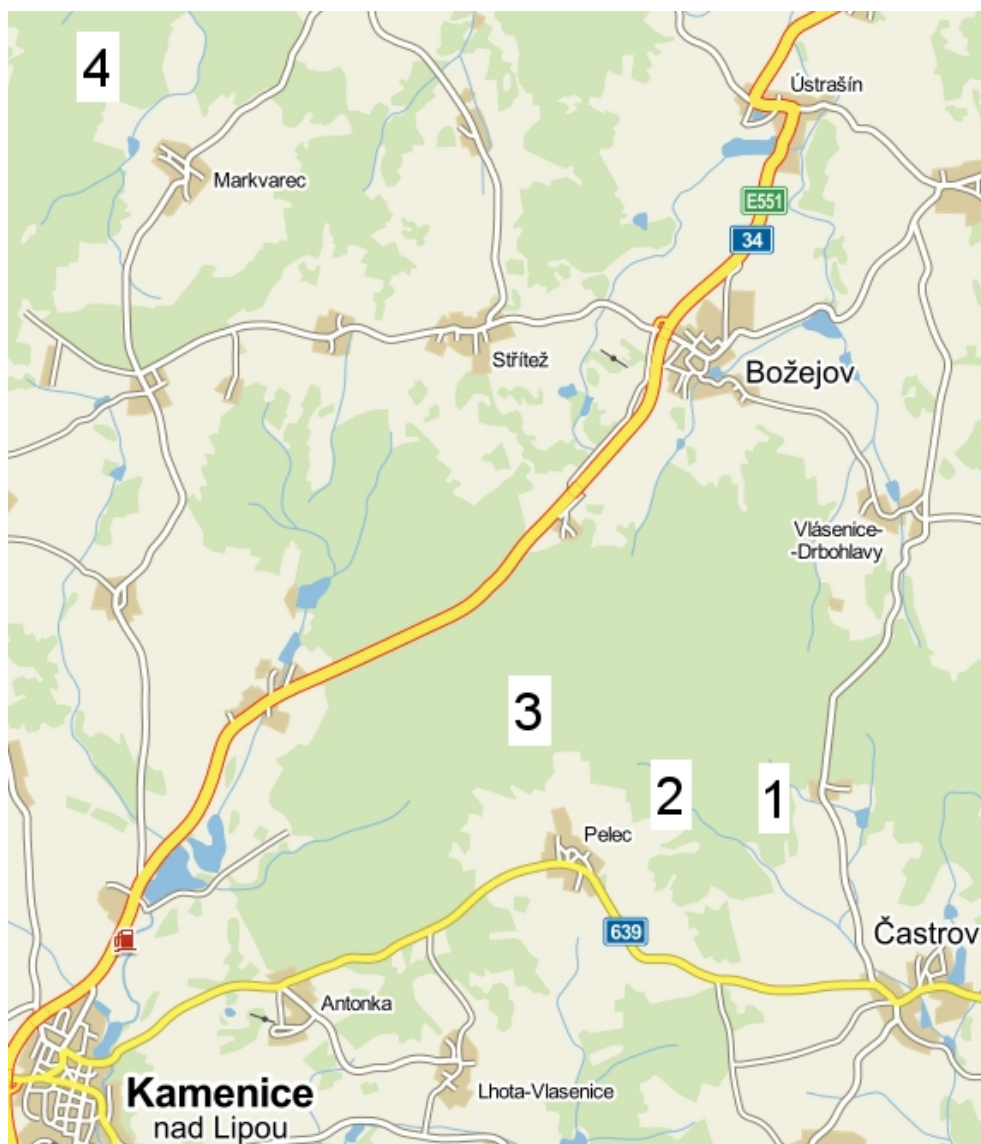 4
Ústrašín
Markvarec
E551
34
Střítež
Božejov
Vlásenice-
-Drbohlavy
3
2
1
Pelec
639
Častrov
Antonka
Lhota-Vlasenice
Kamenice
nad Lipou